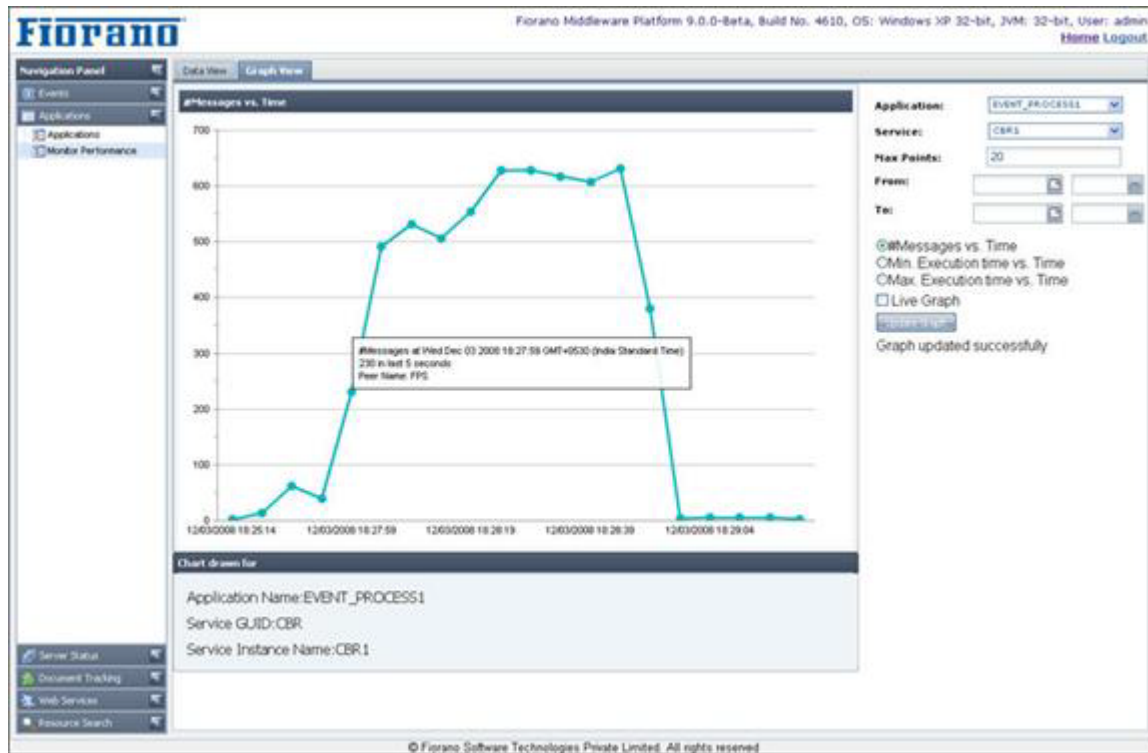 Fiorano
Fiorano Middleware Platform 9.0.0-Beta, Build No. 4610, OS: Windows XP 32-bit, JVM: 32-bit, User: admin
Home Logout
Navigation Panel
Events
Applications
Applications
Monitor Performance
Server Status
Document Tracking
Web Services
Resource Search
Data View Graph View
#Messages vs. Time
700
600
500
400
300
200
100
0
#Messages at Wed Dec 03 2008 18:27:59 GMT+0530 (India Standard Time)
230 in last 5 seconds
Peer Name: FPS
12/03/2008 18:25:14 12/03/2008 18:27:59 12/03/2008 18:28:19 12/03/2008 18:28:39 12/03/2008 18:29:04
Chart drawn for
Application Name:EVENT_PROCESS1
Service GUID:CBR
Service Instance Name:CBR1
Application: EVENT_PROCESS1
Service: CBR1
Max Points: 20
From:
To:
#Messages vs. Time
Min. Execution time vs. Time
Max. Execution time vs. Time
Live Graph
Update Graph
Graph updated successfully
© Fiorano Software Technologies Private Limited. All rights reserved